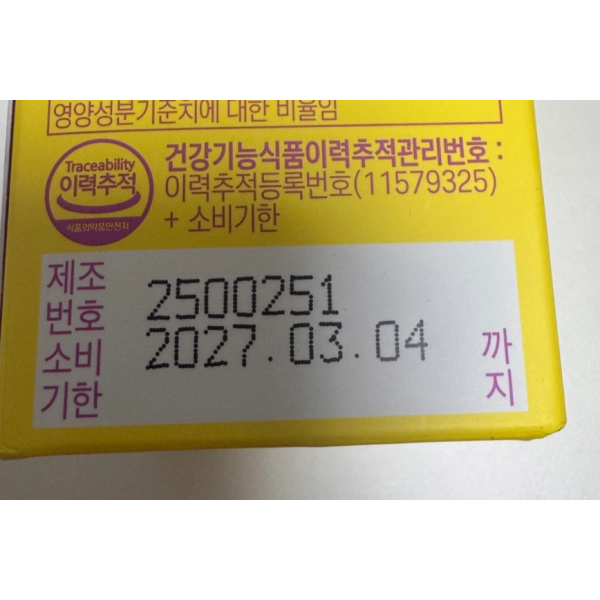 영양성분기준치에 대한 비율임
Traceability
이력추적
식품의약품안전처
건강기능식품이력추적관리번호 :
이력추적등록번호(11579325)
+ 소비기한
제조
번호
2500251
소비
기한
2027.03.04
까
지